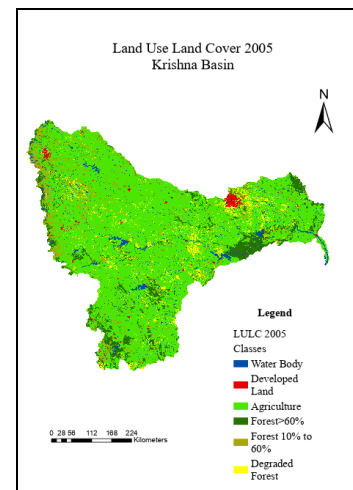 Land Use Land Cover 2005
Krishna Basin
N
Legend
LULC 2005
Classes
Water Body
Developed
Land
Agriculture
Forest>60%
Forest 10% to
60%
Degraded
Forest
0 28 56 112 168 224
Kilometers